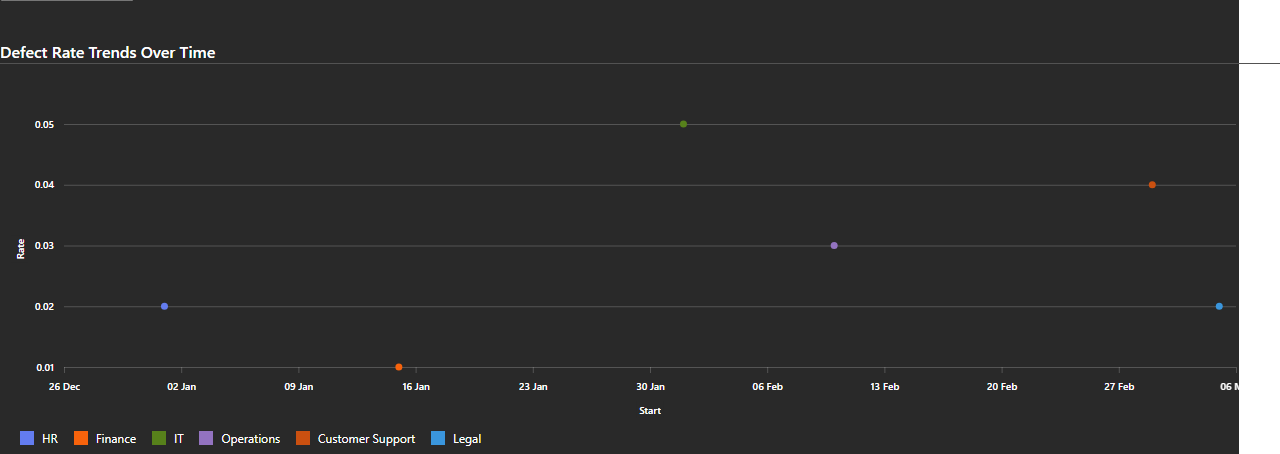 Defect Rate Trends Over Time
0.05
0.04
0.03
0.02
0.01
Rate
26 Dec 02 Jan 09 Jan 16 Jan 23 Jan 30 Jan 06 Feb 13 Feb 20 Feb 27 Feb 06
Start
HR Finance IT Operations Customer Support Legal